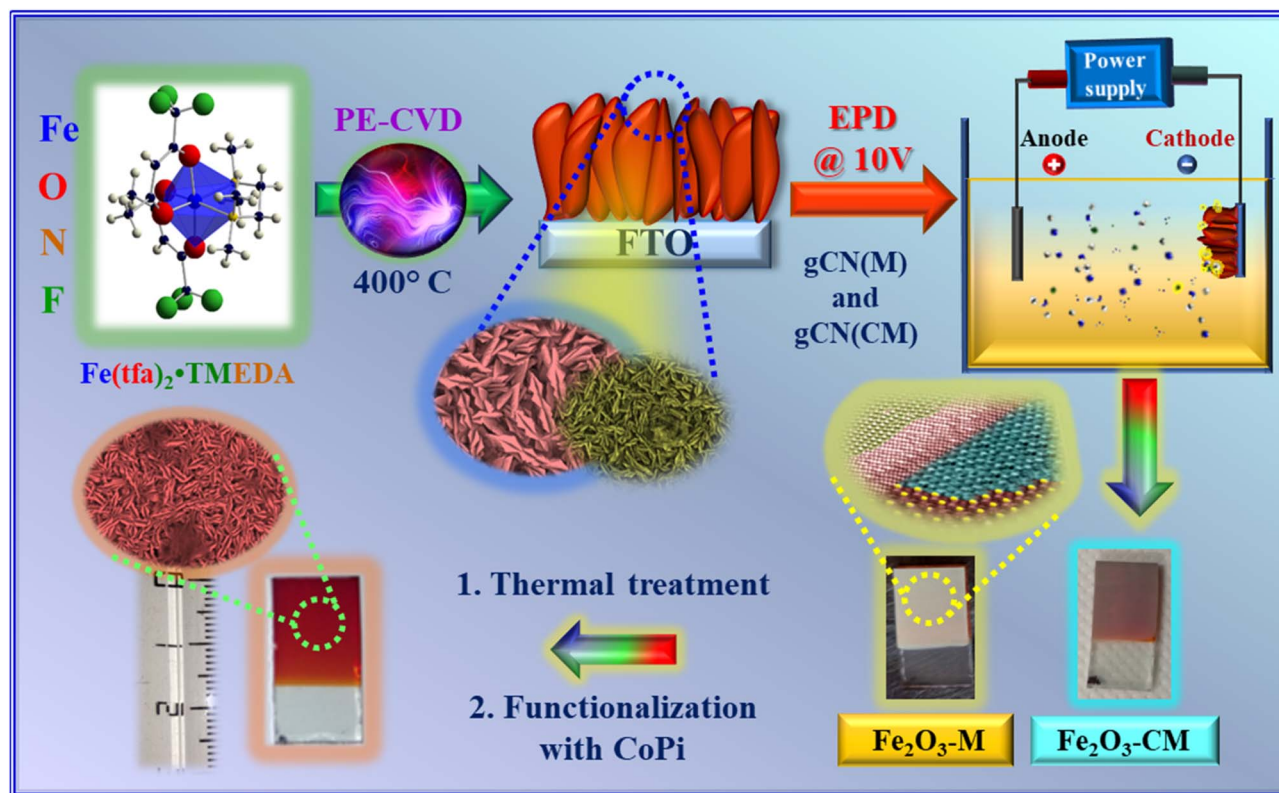 Fe
O
N
F
Fe(tfa)₂•TMEDA
PE-CVD
400° C
FTO
EPD
@ 10V
gCN(M)
and
gCN(CM)
Power
supply
Anode
Cathode
+
−
1. Thermal treatment
2. Functionalization
with CoPi
Fe₂O₃-M
Fe₂O₃-CM